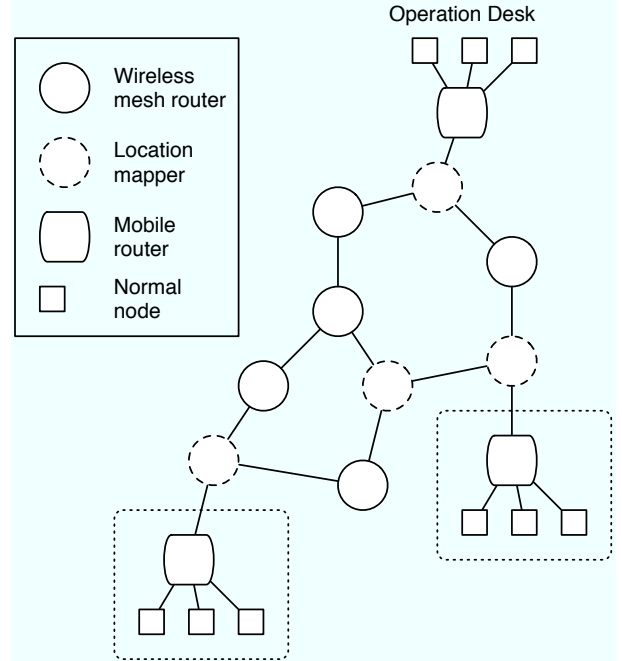 Operation Desk
Wireless
mesh router
Location
mapper
Mobile
router
Normal
node